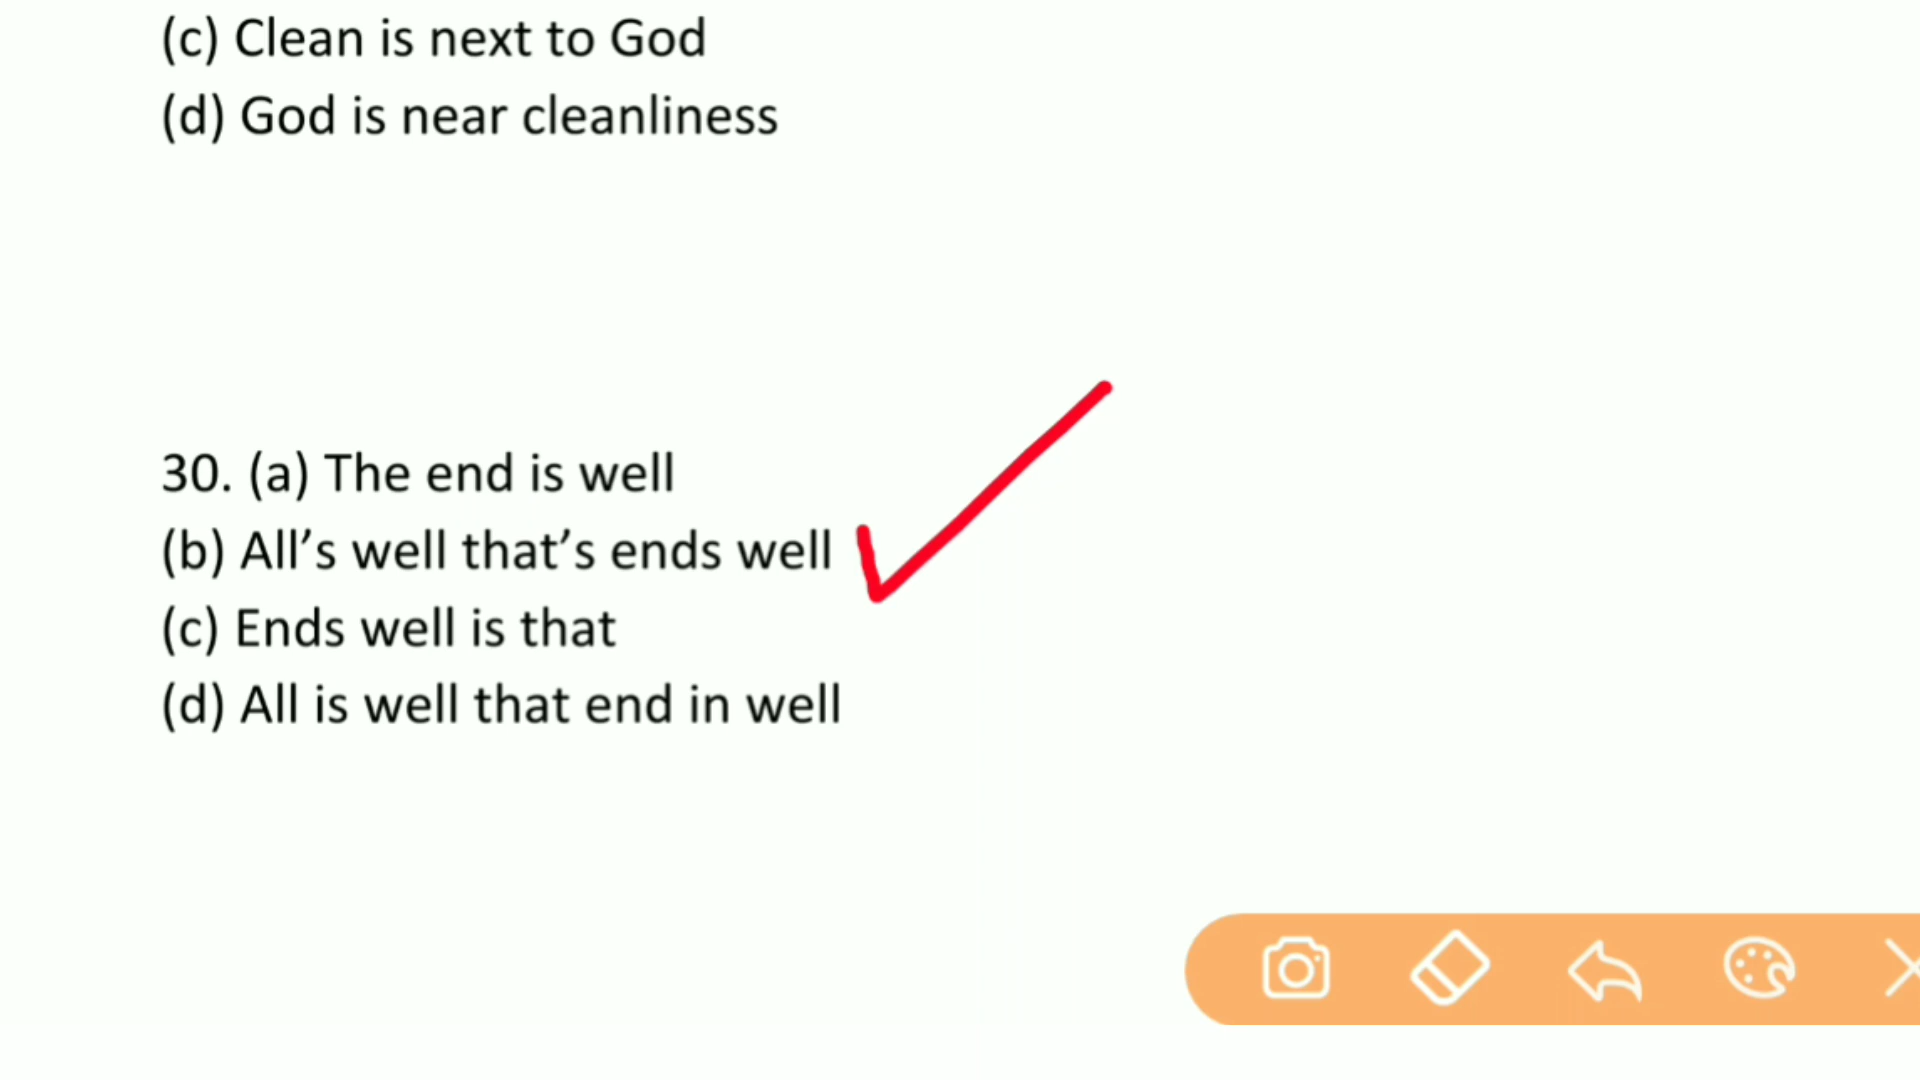 (c) Clean is next to God
(d) God is near cleanliness
30. (a) The end is well
(b) All’s well that’s ends well
(c) Ends well is that
(d) All is well that end in well